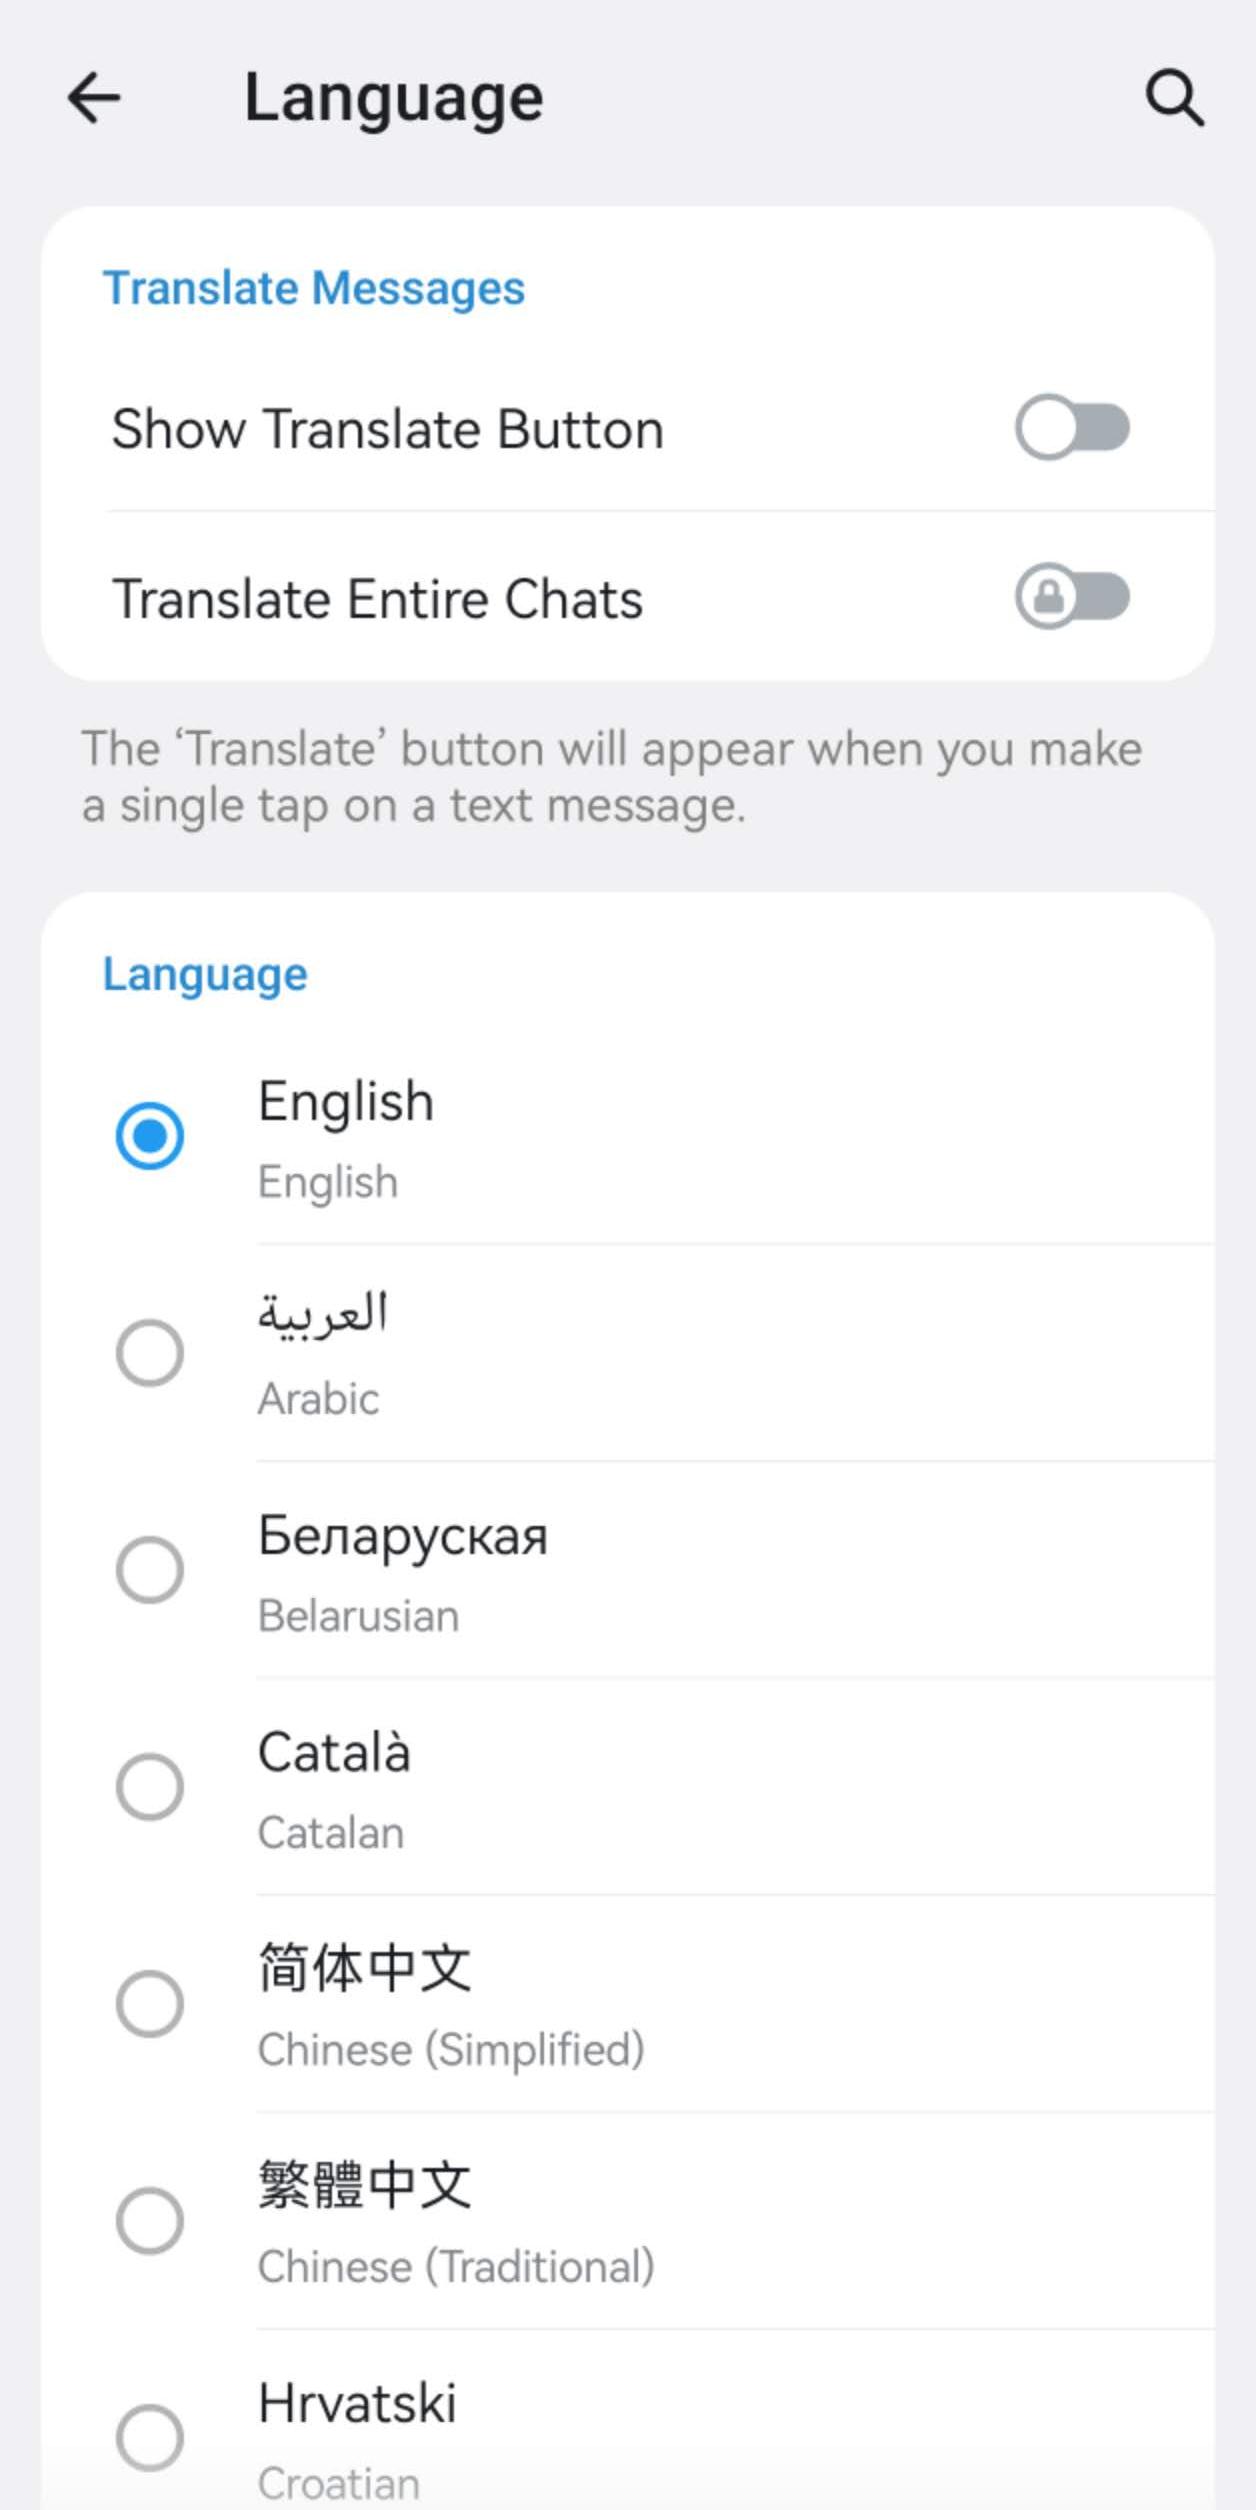 Language
Translate Messages
Show Translate Button
Translate Entire Chats
The ‘Translate’ button will appear when you make
a single tap on a text message.
Language
English
English
العربية
Arabic
Беларуская
Belarusian
Català
Catalan
简体中文
Chinese (Simplified)
繁體中文
Chinese (Traditional)
Hrvatski
Croatian